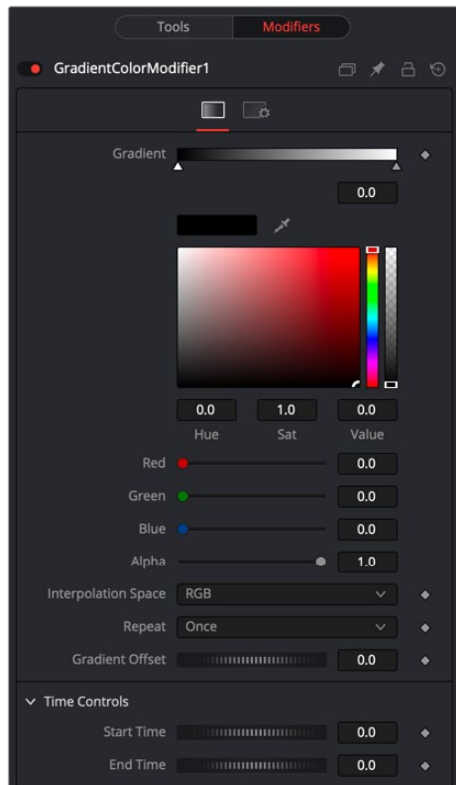 Tools Modifiers
GradientColorModifier1
Gradient
0.0
0.0 1.0 0.0
Hue Sat Value
Red 0.0
Green 0.0
Blue 0.0
Alpha 1.0
Interpolation Space RGB
Repeat Once
Gradient Offset 0.0
Time Controls
Start Time 0.0
End Time 0.0